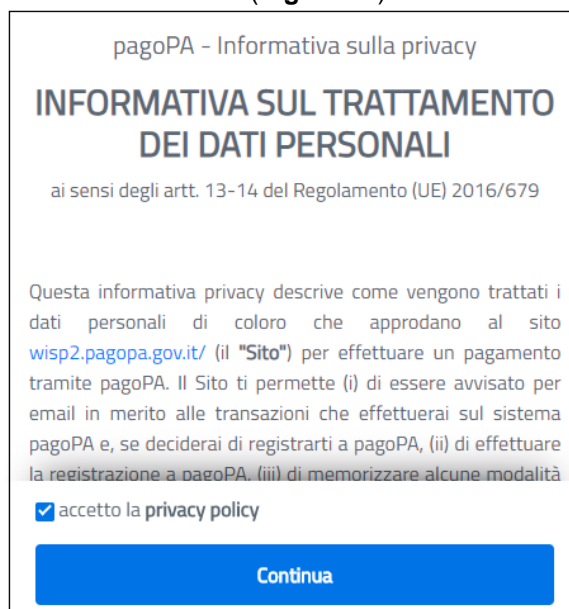 pagoPA - Informativa sulla privacy
INFORMATIVA SUL TRATTAMENTO
DEI DATI PERSONALI
ai sensi degli artt. 13-14 del Regolamento (UE) 2016/679
Questa informativa privacy descrive come vengono trattati i
dati personali di coloro che approdano al sito
wisp2.pagopa.gov.it/ (il "Sito") per effettuare un pagamento
tramite pagoPA. Il Sito ti permette (i) di essere avvisato per
email in merito alle transazioni che effettuerai sul sistema
pagoPA e, se deciderai di registrarti a pagoPA, (ii) di effettuare
la registrazione a pagoPA, (iii) di memorizzare alcune modalità
accetto la privacy policy
Continua